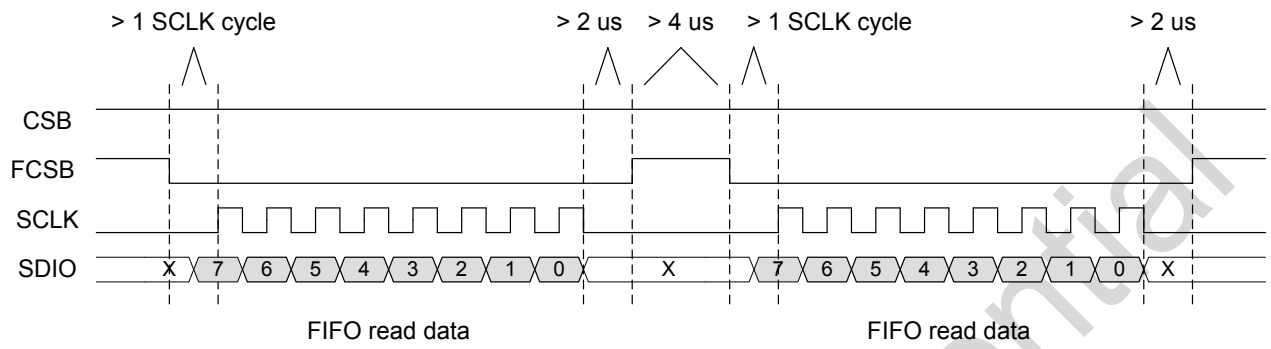 > 1 SCLK cycle > 2 us > 4 us > 1 SCLK cycle > 2 us
CSB
FCSB
SCLK
SDIO X 7 6 5 4 3 2 1 0 X 7 6 5 4 3 2 1 0 X
FIFO read data FIFO read data
ential